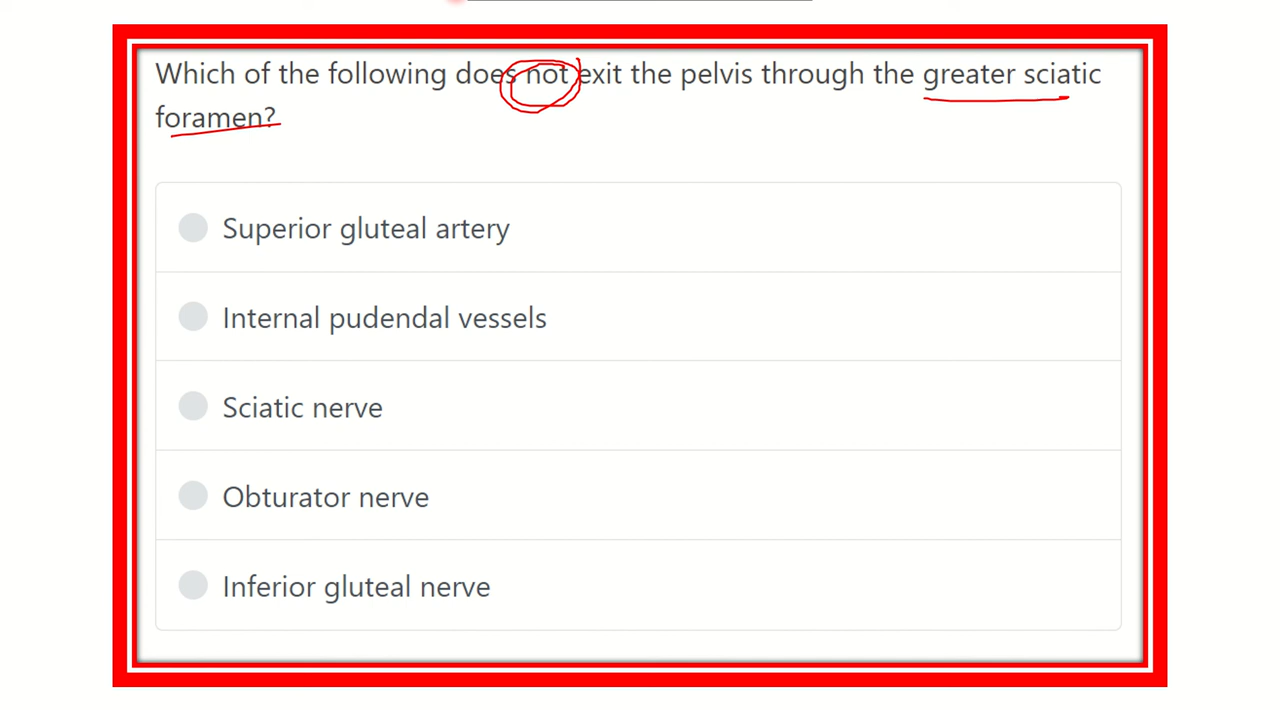 Which of the following does not exit the pelvis through the greater sciatic
foramen?
Superior gluteal artery
Internal pudendal vessels
Sciatic nerve
Obturator nerve
Inferior gluteal nerve